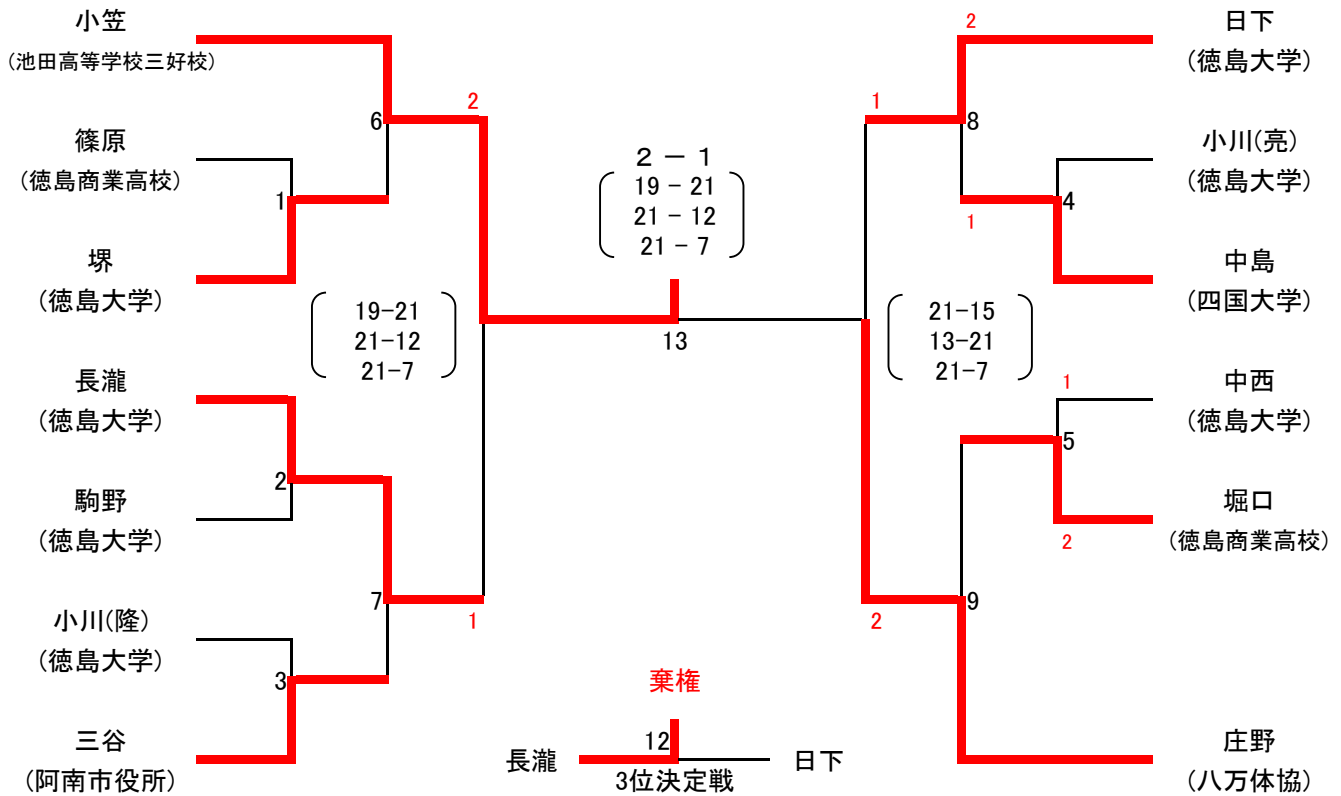 小笠
(池田高等学校三好校)
篠原
(徳島商業高校)
堺
(徳島大学)
長瀧
(徳島大学)
駒野
(徳島大学)
小川(隆)
(徳島大学)
三谷
(阿南市役所)
6
1
2
7
3
2
1
19-21
21-12
21-7
2 - 1
19 - 21
21 - 12
21 - 7
13
棄権
12
長瀧
日下
3位決定戦
21-15
13-21
21-7
1
2
2
1
1
2
8
4
5
9
日下
(徳島大学)
小川(亮)
(徳島大学)
中島
(四国大学)
中西
(徳島大学)
堀口
(徳島商業高校)
庄野
(八万体協)